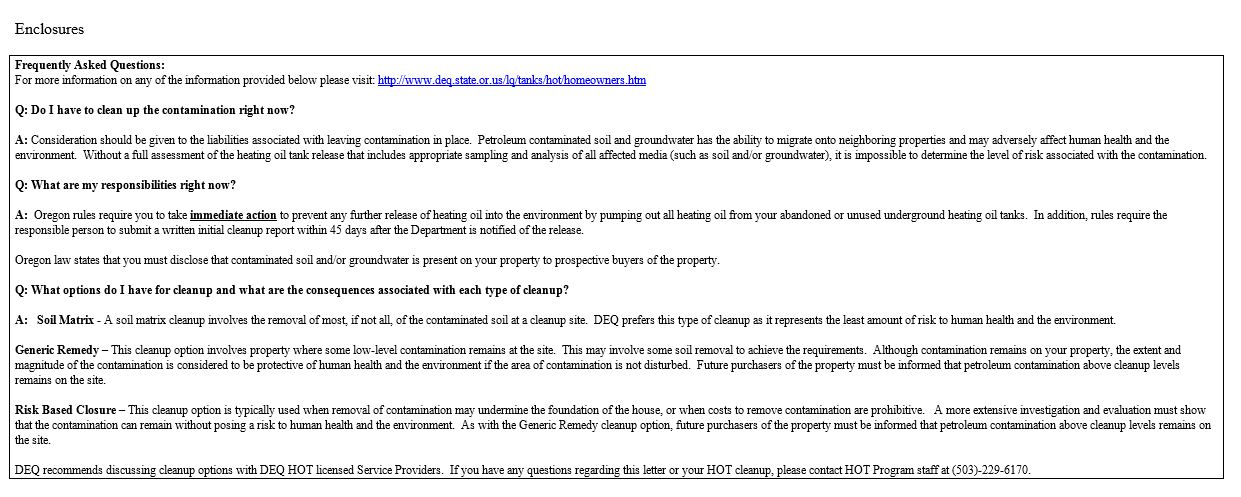 Enclosures
Frequently Asked Questions:
For more information on any of the information provided below please visit: http://www.deq.state.or.us/lq/tanks/hot/homeowners.htm
Q: Do I have to clean up the contamination right now?
A: Consideration should be given to the liabilities associated with leaving contamination in place. Petroleum contaminated soil and groundwater has the ability to migrate onto neighboring properties and may adversely affect human health and the
environment. Without a full assessment of the heating oil tank release that includes appropriate sampling and analysis of all affected media (such as soil and/or groundwater), it is impossible to determine the level of risk associated with the contamination.
Q: What are my responsibilities right now?
A: Oregon rules require you to take immediate action to prevent any further release of heating oil into the environment by pumping out all heating oil from your abandoned or unused underground heating oil tanks. In addition, rules require the
responsible person to submit a written initial cleanup report within 45 days after the Department is notified of the release.
Oregon law states that you must disclose that contaminated soil and/or groundwater is present on your property to prospective buyers of the property.
Q: What options do I have for cleanup and what are the consequences associated with each type of cleanup?
A: Soil Matrix - A soil matrix cleanup involves the removal of most, if not all, of the contaminated soil at a cleanup site. DEQ prefers this type of cleanup as it represents the least amount of risk to human health and the environment.
Generic Remedy – This cleanup option involves property where some low-level contamination remains at the site. This may involve some soil removal to achieve the requirements. Although contamination remains on your property, the extent and
magnitude of the contamination is considered to be protective of human health and the environment if the area of contamination is not disturbed. Future purchasers of the property must be informed that petroleum contamination above cleanup levels
remains on the site.
Risk Based Closure – This cleanup option is typically used when removal of contamination may undermine the foundation of the house, or when costs to remove contamination are prohibitive. A more extensive investigation and evaluation must show
that the contamination can remain without posing a risk to human health and the environment. As with the Generic Remedy cleanup option, future purchasers of the property must be informed that petroleum contamination above cleanup levels remains on
the site.
DEQ recommends discussing cleanup options with DEQ HOT licensed Service Providers. If you have any questions regarding this letter or your HOT cleanup, please contact HOT Program staff at (503)-229-6170.